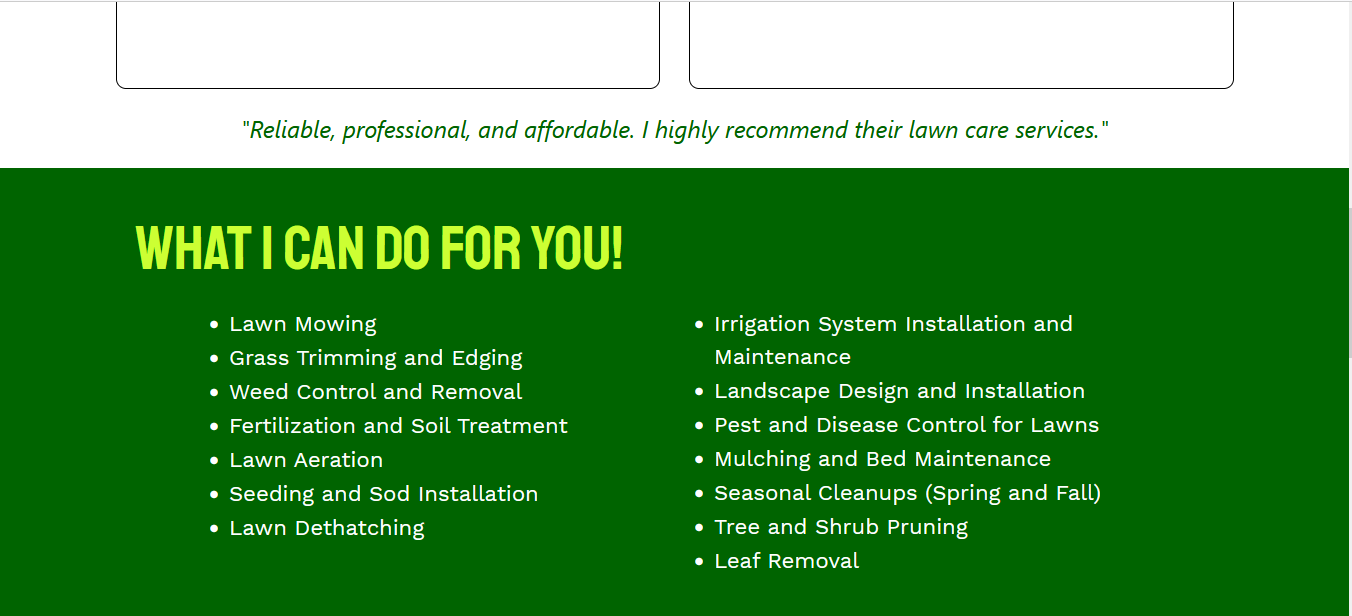 "Reliable, professional, and affordable. I highly recommend their lawn care services."
WHAT I CAN DO FOR YOU!
Lawn Mowing
Grass Trimming and Edging
Weed Control and Removal
Fertilization and Soil Treatment
Lawn Aeration
Seeding and Sod Installation
Lawn Dethatching
Irrigation System Installation and
Maintenance
Landscape Design and Installation
Pest and Disease Control for Lawns
Mulching and Bed Maintenance
Seasonal Cleanups (Spring and Fall)
Tree and Shrub Pruning
Leaf Removal